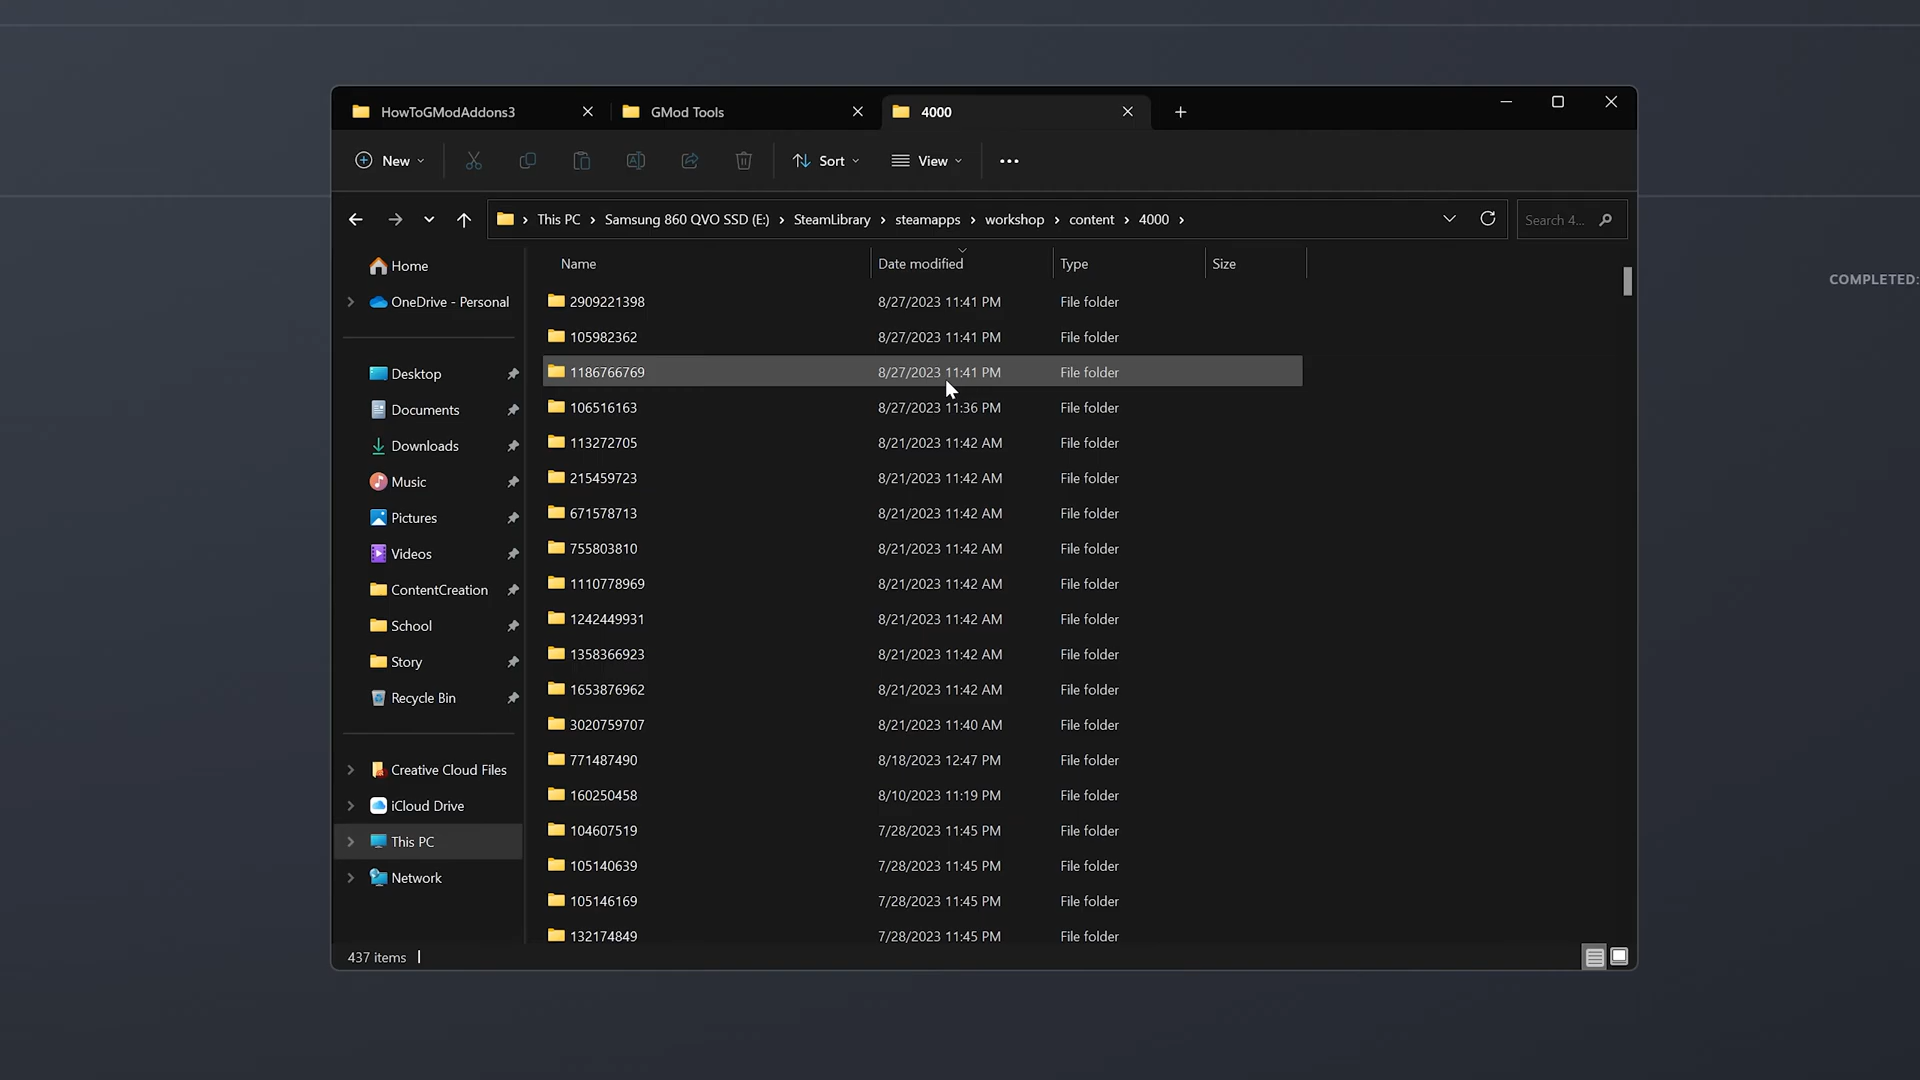 HowToGModAddons3 GMod Tools 4000
New Sort View
This PC Samsung 860 QVO SSD (E:) SteamLibrary steamapps workshop content 4000 Search 4...
Name Date modified Type Size
Home
OneDrive - Personal
Desktop
Documents
Downloads
Music
Pictures
Videos
ContentCreation
School
Story
Recycle Bin
Creative Cloud Files
iCloud Drive
This PC
Network
2909221398 8/27/2023 11:41 PM File folder
105982362 8/27/2023 11:41 PM File folder
1186766769 8/27/2023 11:41 PM File folder
106516163 8/27/2023 11:36 PM File folder
113272705 8/21/2023 11:42 AM File folder
215459723 8/21/2023 11:42 AM File folder
671578713 8/21/2023 11:42 AM File folder
755803810 8/21/2023 11:42 AM File folder
1110778969 8/21/2023 11:42 AM File folder
1242449931 8/21/2023 11:42 AM File folder
1358366923 8/21/2023 11:42 AM File folder
1653876962 8/21/2023 11:42 AM File folder
3020759707 8/21/2023 11:40 AM File folder
771487490 8/18/2023 12:47 PM File folder
160250458 8/10/2023 11:19 PM File folder
104607519 7/28/2023 11:45 PM File folder
105140639 7/28/2023 11:45 PM File folder
105146169 7/28/2023 11:45 PM File folder
132174849 7/28/2023 11:45 PM File folder
437 items
COMPLETED: